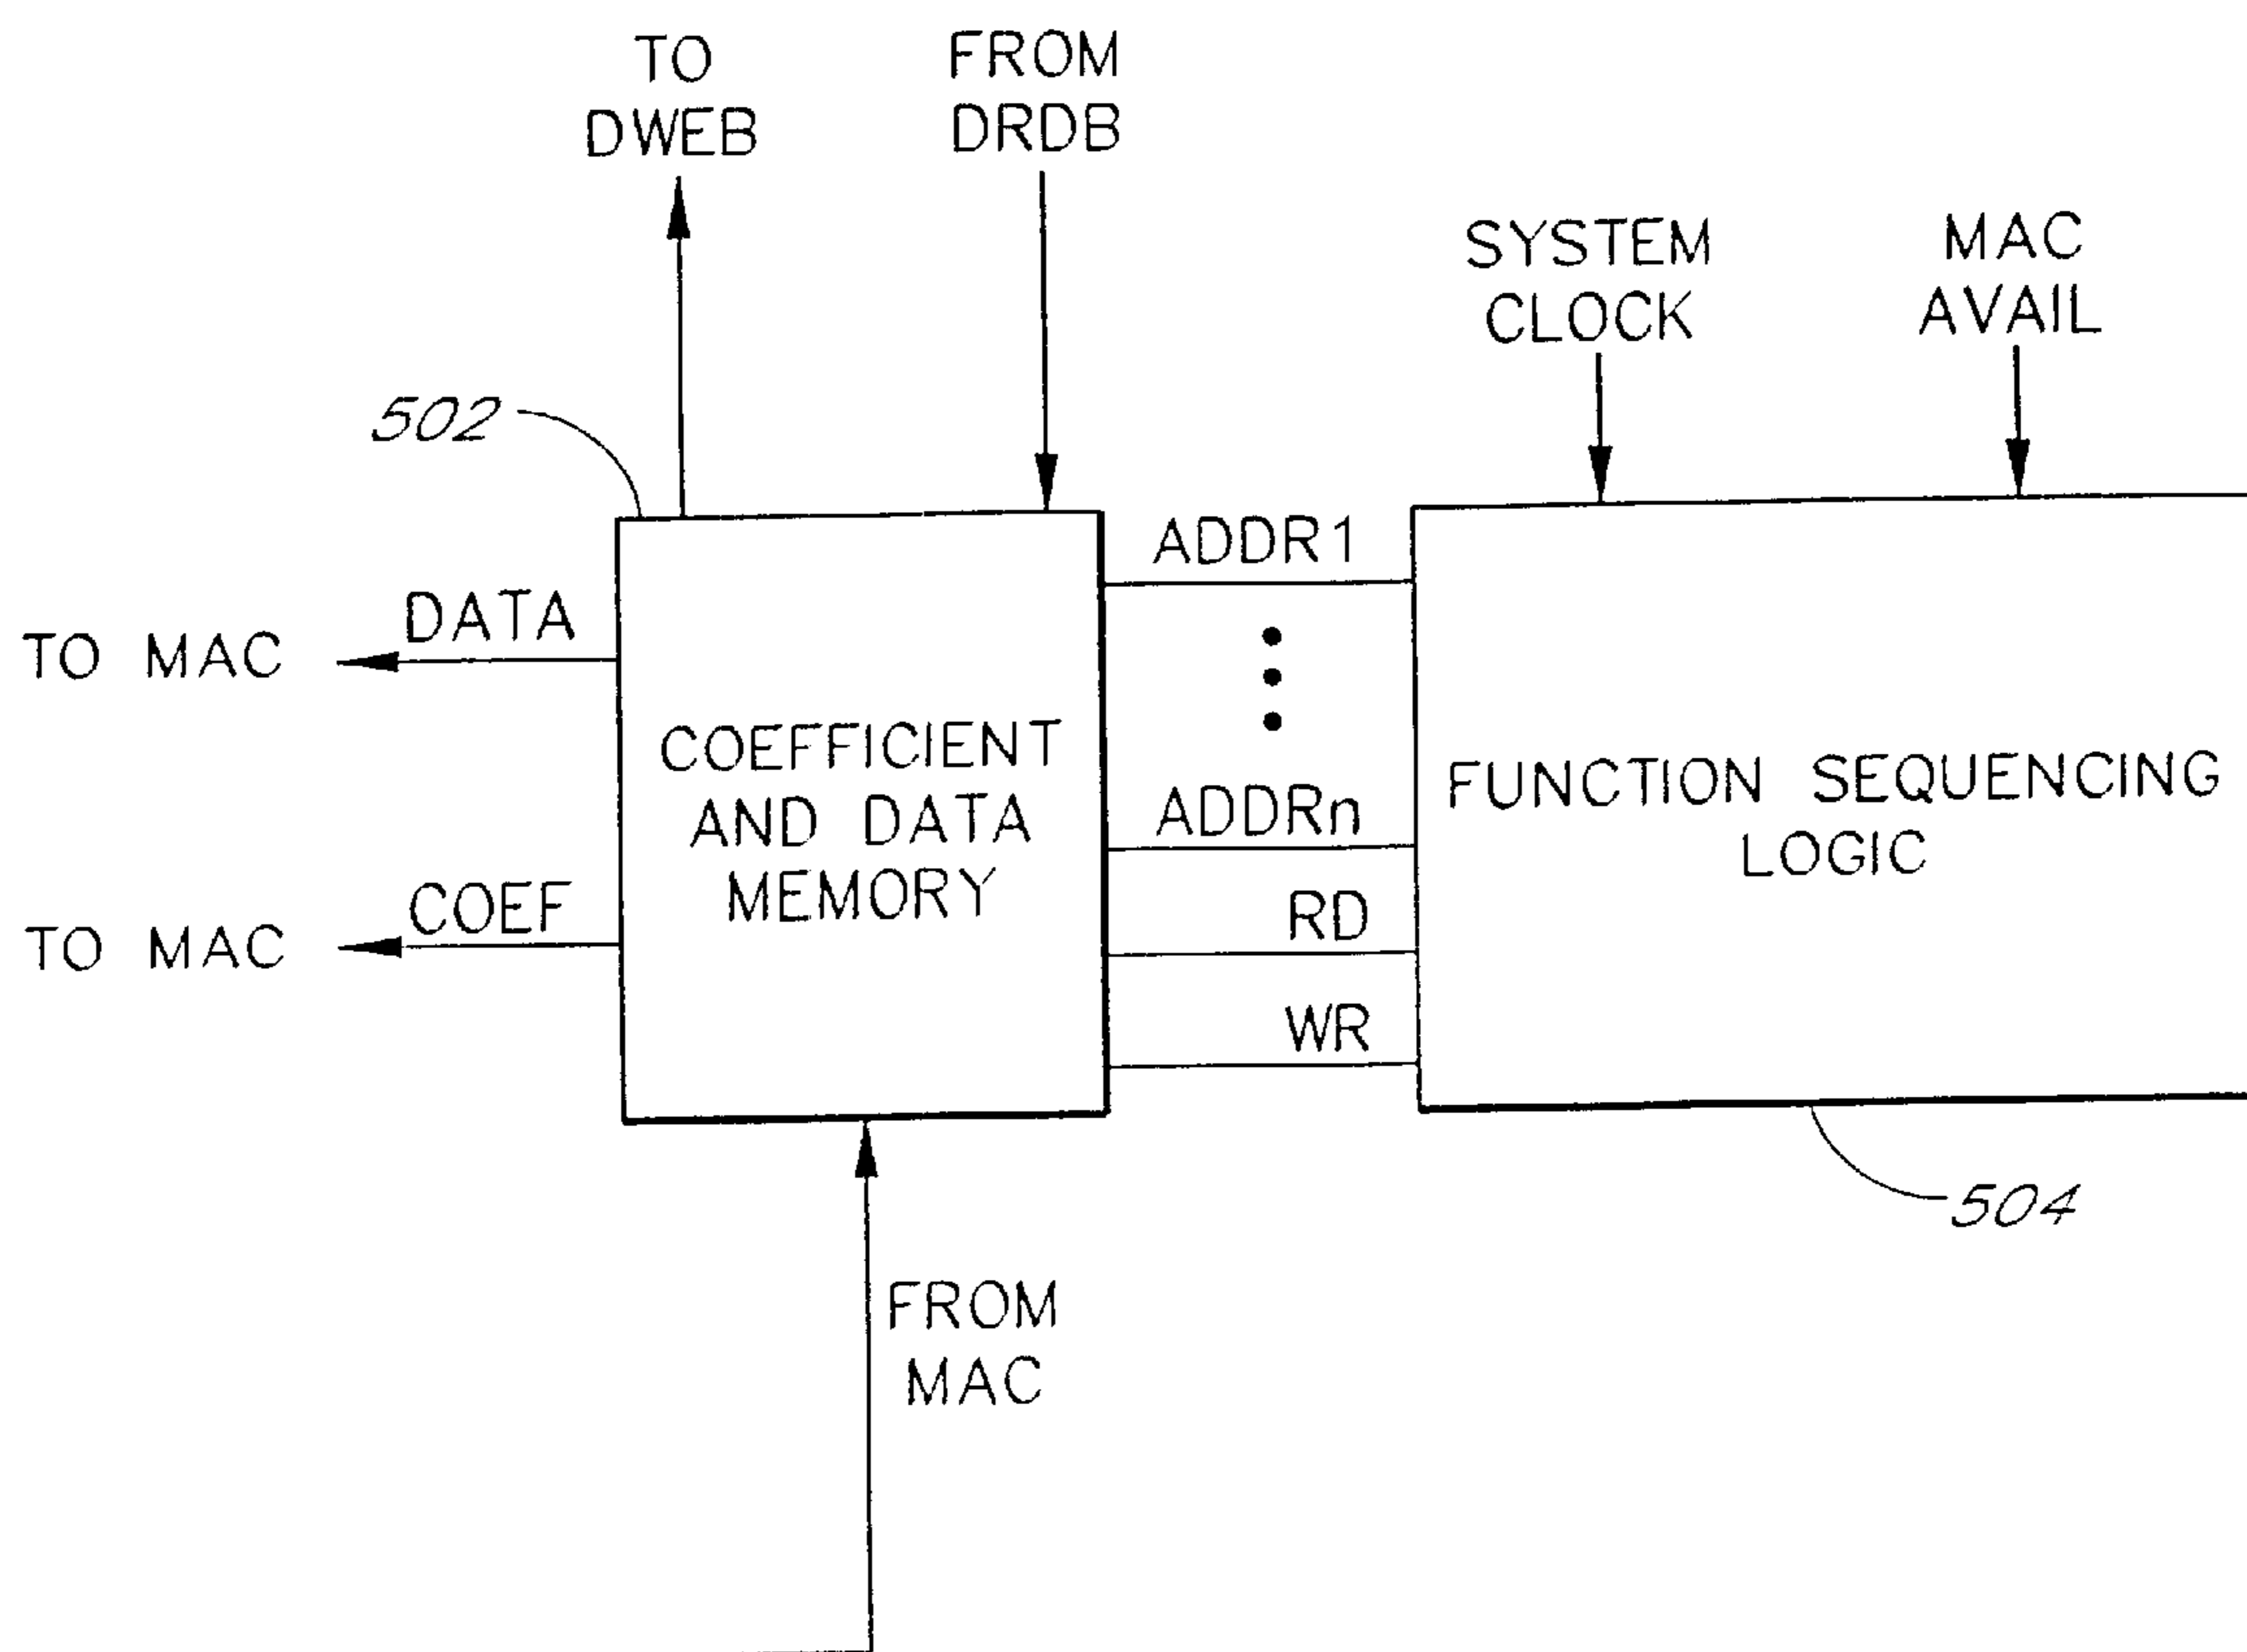 TO
DWEB
FROM
DRDB
SYSTEM
CLOCK
MAC
AVAIL
502
ADDR1
TO MAC
DATA
COEFFICIENT
AND DATA
MEMORY
FUNCTION SEQUENCING
LOGIC
ADDRn
TO MAC
COEF
RD
WR
504
FROM
MAC